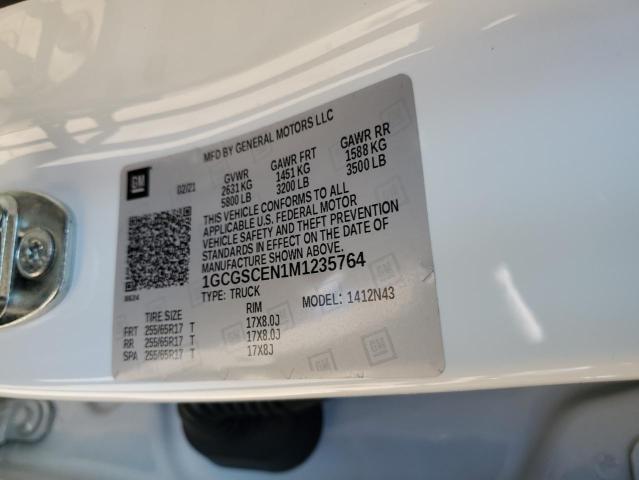 MFD BY GENERAL MOTORS LLC
GM 02/21 GVWR GAWR FRT GAWR RR
2631 KG 1451 KG 1588 KG
5800 LB 3200 LB 3500 LB
THIS VEHICLE CONFORMS TO ALL
APPLICABLE U.S. FEDERAL MOTOR
VEHICLE SAFETY AND THEFT PREVENTION
STANDARDS IN EFFECT ON THE DATE OF
MANUFACTURE SHOWN ABOVE.
1GCGSCEN1M1235764
TYPE: TRUCK MODEL: 1412N43
TIRE SIZE RIM
FRT 255/65R17 T 17X8.0J
RR 255/65R17 T 17X8.0J
SPA 255/65R17 T 17X8J